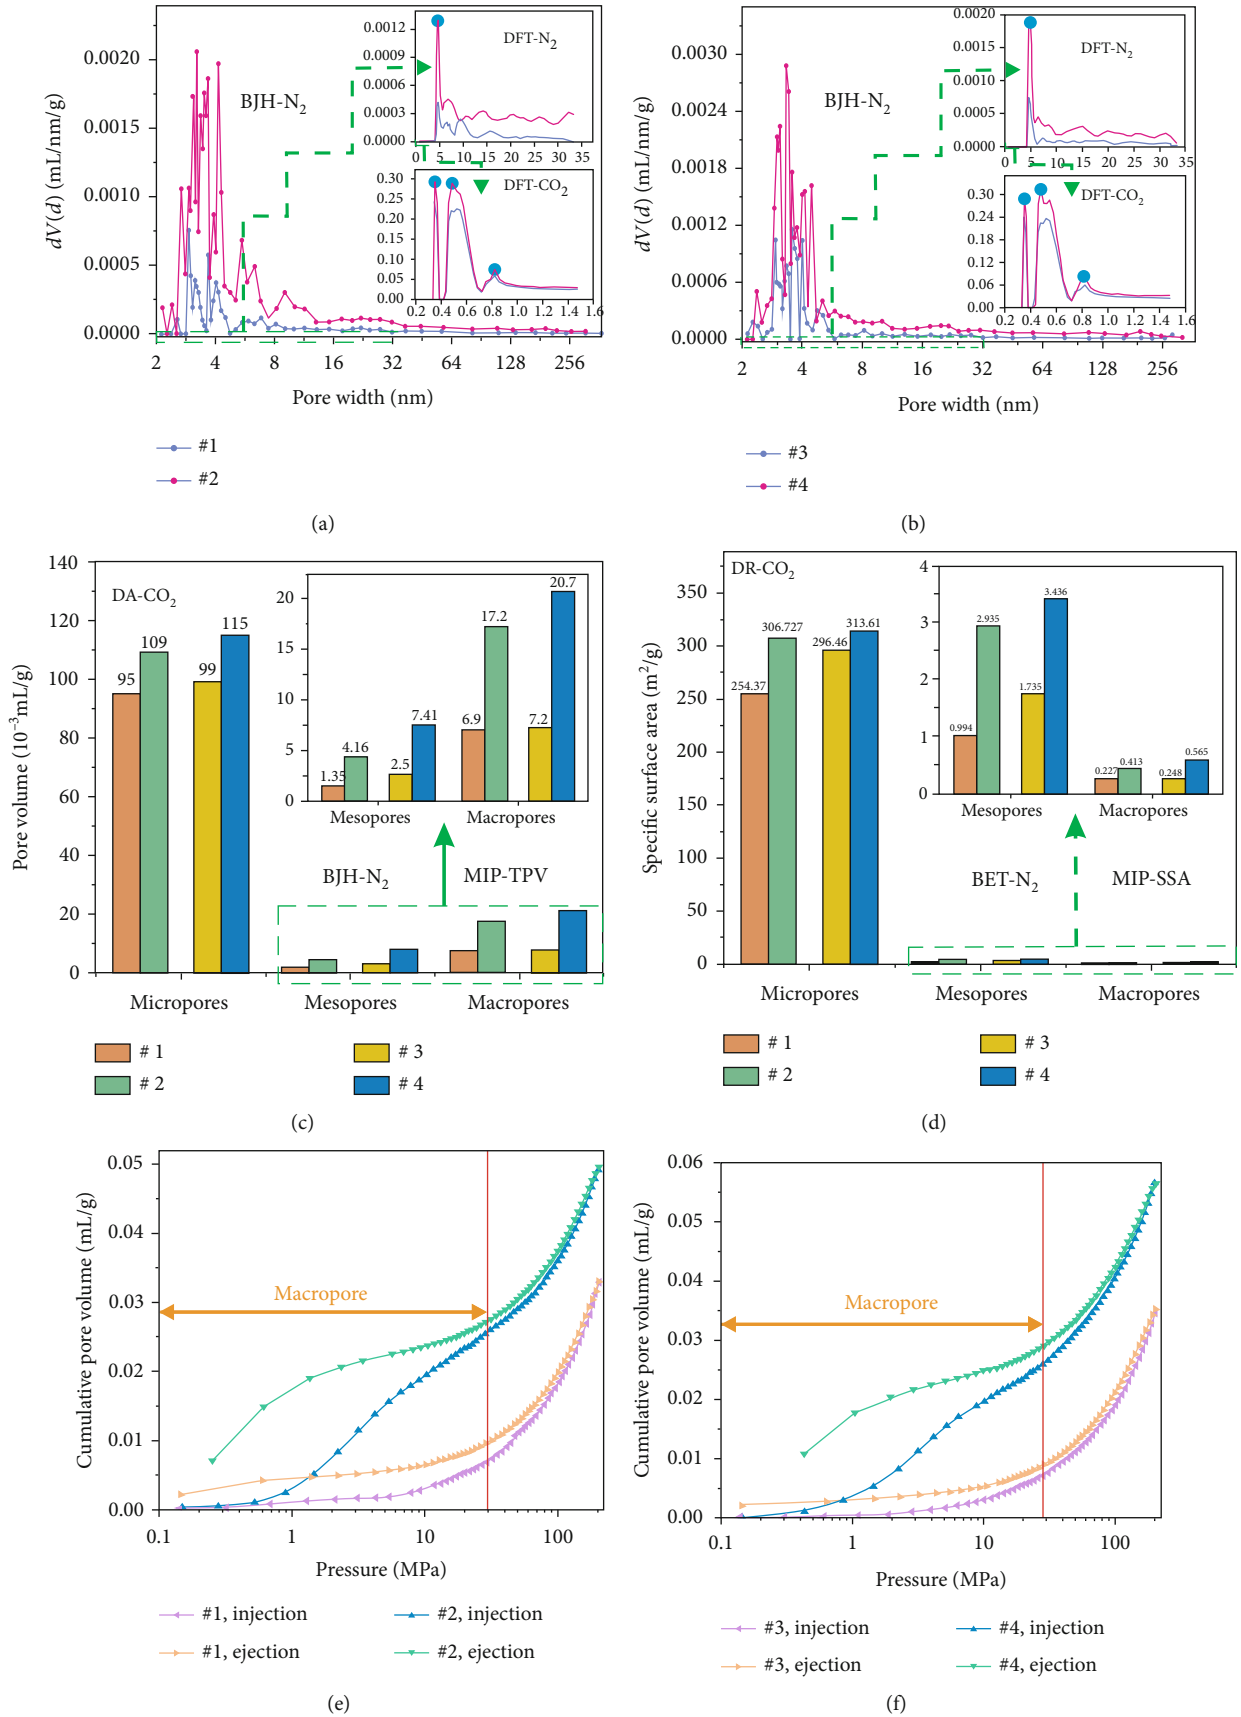 dV(d) (mL/nm/g)
0.0020
0.0015
0.0010
0.0005
0.0000
2 4 8 16 32 64 128 256
Pore width (nm)
BJH-N2
DFT-N2
0.0012
0.0009
0.0006
0.0003
0.0000
0 5 10 15 20 25 30 35
DFT-CO2
0.30
0.25
0.20
0.15
0.10
0.05
0.00
0.2 0.4 0.6 0.8 1.0 1.2 1.4 1.6
#1
#2
(a)
dV(d) (mL/nm/g)
0.0030
0.0024
0.0018
0.0012
0.0006
0.0000
2 4 8 16 32 64 128 256
Pore width (nm)
BJH-N2
DFT-N2
0.0020
0.0015
0.0010
0.0005
0.0000
0 5 10 15 20 25 30 35
DFT-CO2
0.30
0.24
0.18
0.12
0.06
0.00
0.2 0.4 0.6 0.8 1.0 1.2 1.4 1.6
#3
#4
(b)
Pore volume (10⁻³mL/g)
140
120
100
80
60
40
20
0
DA-CO2
95 109 99 115
20
15
10
5
0
1.35 4.16 2.5 7.41 6.9 17.2 7.2 20.7
Mesopores Macropores
BJH-N2 MIP-TPV
Micropores Mesopores Macropores
# 1 # 3
# 2 # 4
(c)
Specific surface area (m²/g)
350
300
250
200
150
100
50
0
DR-CO2
254.37 306.727 296.46 313.61
4
3
2
1
0
0.994 2.935 1.735 3.436 0.227 0.413 0.248 0.565
Mesopores Macropores
BET-N2 MIP-SSA
Micropores Mesopores Macropores
# 1 # 3
# 2 # 4
(d)
Cumulative pore volume (mL/g)
0.05
0.04
0.03
0.02
0.01
0.00
Macropore
0.1 1 10 100
Pressure (MPa)
#1, injection #2, injection
#1, ejection #2, ejection
(e)
Cumulative pore volume (mL/g)
0.06
0.05
0.04
0.03
0.02
0.01
0.00
Macropore
0.1 1 10 100
Pressure (MPa)
#3, injection #4, injection
#3, ejection #4, ejection
(f)